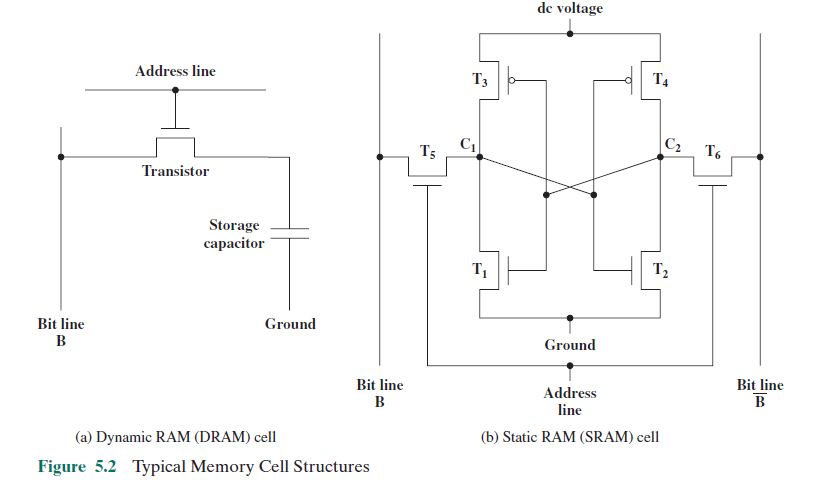 Address line
Transistor
Storage
capacitor
Bit line
B
Ground
(a) Dynamic RAM (DRAM) cell
dc voltage
T3
T4
T5
C1
C2
T6
T1
T2
Ground
Bit line
B
Address
line
Bit line
B̅
(b) Static RAM (SRAM) cell
Figure 5.2 Typical Memory Cell Structures